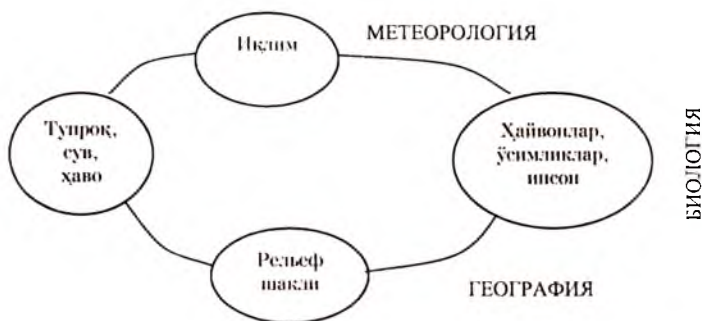 Иқлим
МЕТЕОРОЛОГИЯ
Тупроқ,
сув,
ҳаво
Ҳайвонлар,
ўсимликлар,
инсон
БИОЛОГИЯ
Рельеф
шакли
ГЕОГРАФИЯ